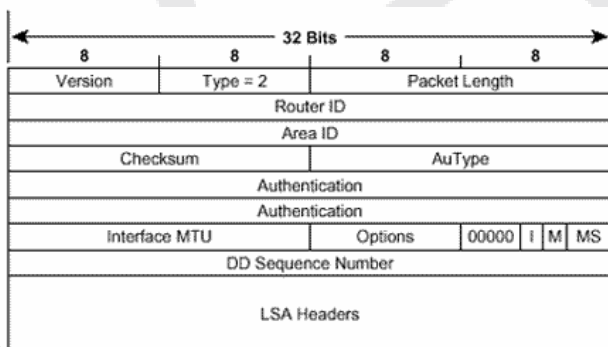 32 Bits
8 8 8 8
Version Type = 2 Packet Length
Router ID
Area ID
Checksum AuType
Authentication
Authentication
Interface MTU Options 00000 I M MS
DD Sequence Number
LSA Headers